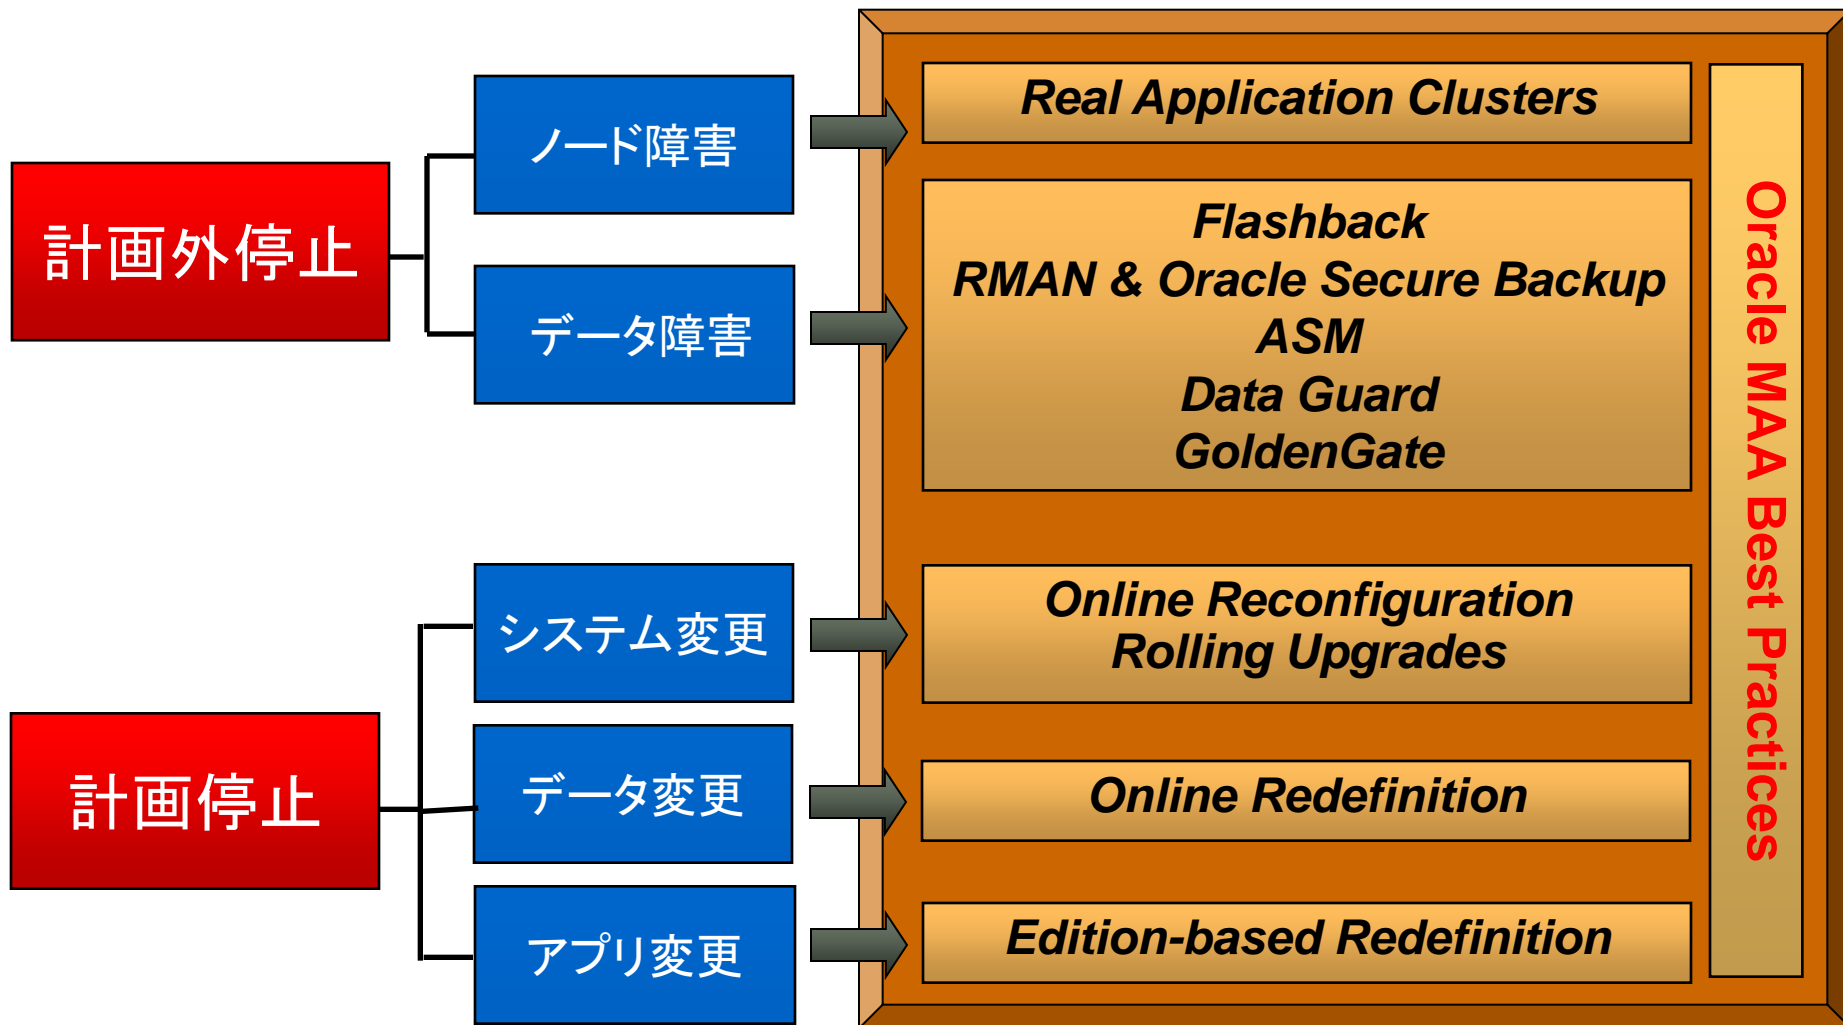 計画外停止
ノード障害
データ障害
Real Application Clusters
Flashback
RMAN & Oracle Secure Backup
ASM
Data Guard
GoldenGate
計画停止
システム変更
データ変更
アプリ変更
Online Reconfiguration
Rolling Upgrades
Online Redefinition
Edition-based Redefinition
Oracle MAA Best Practices